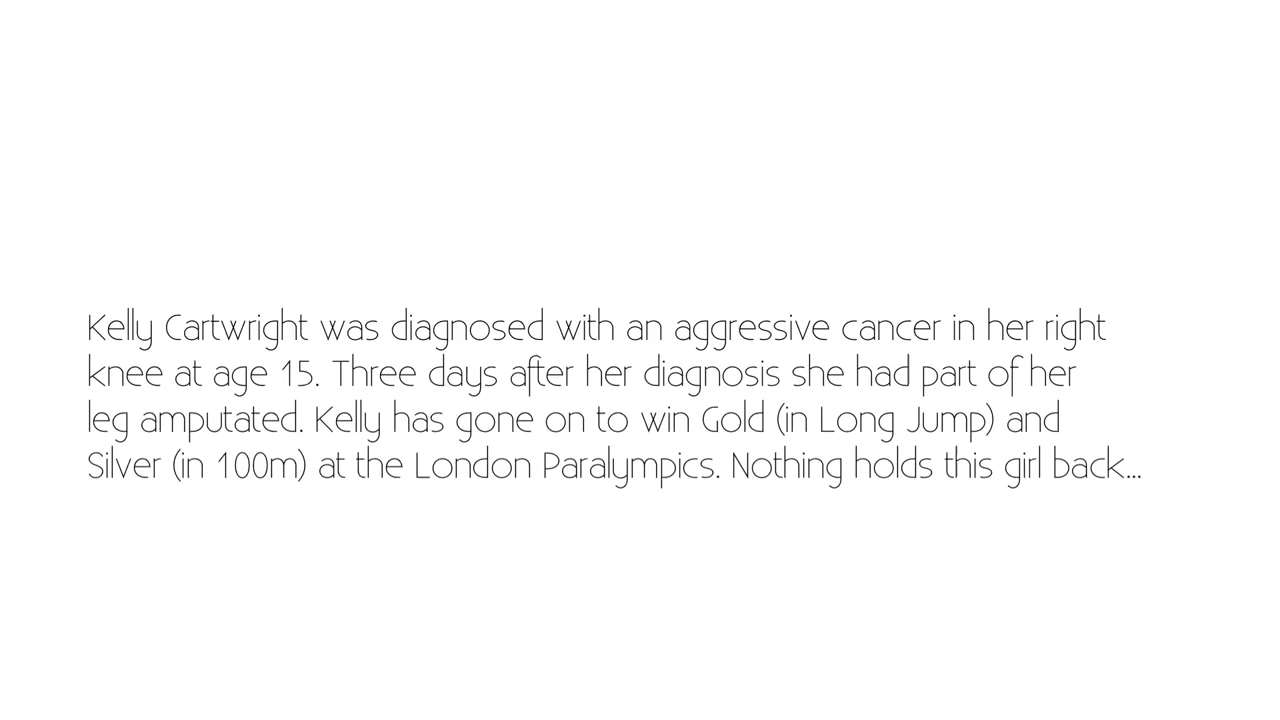 Kelly Cartwright was diagnosed with an aggressive cancer in her right
knee at age 15. Three days after her diagnosis she had part of her
leg amputated. Kelly has gone on to win Gold (in Long Jump) and
Silver (in 100m) at the London Paralympics. Nothing holds this girl back...